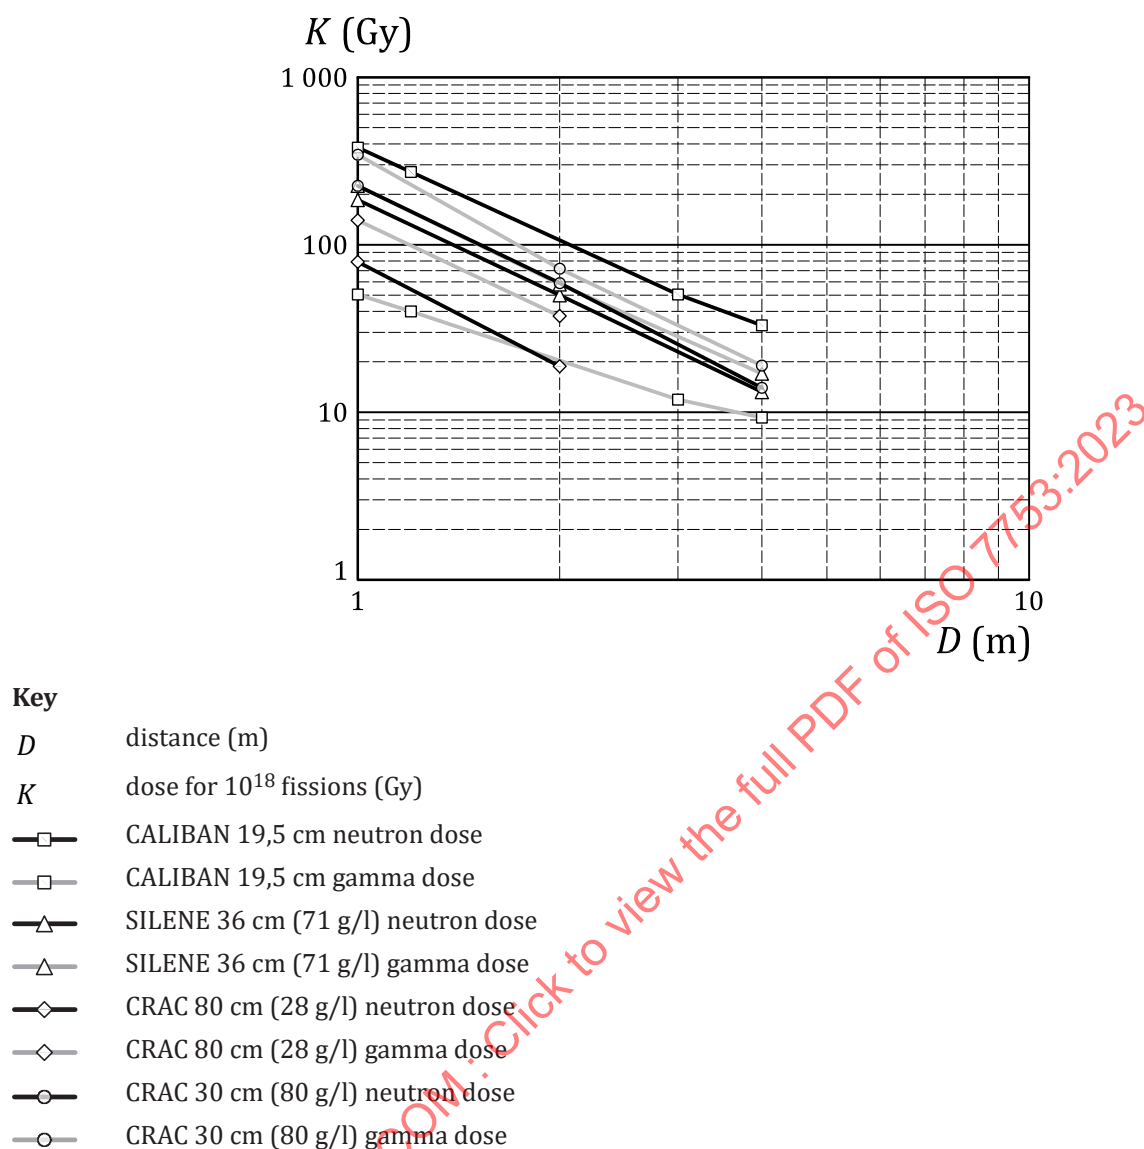 K (Gy)
1 000
100
10
1
1
10
D (m)
Key
D distance (m)
K dose for 10¹⁸ fissions (Gy)
CALIBAN 19,5 cm neutron dose
CALIBAN 19,5 cm gamma dose
SILENE 36 cm (71 g/l) neutron dose
SILENE 36 cm (71 g/l) gamma dose
CRAC 80 cm (28 g/l) neutron dose
CRAC 80 cm (28 g/l) gamma dose
CRAC 30 cm (80 g/l) neutron dose
CRAC 30 cm (80 g/l) gamma dose
COM : Click to view the full PDF of ISO 7753:2023